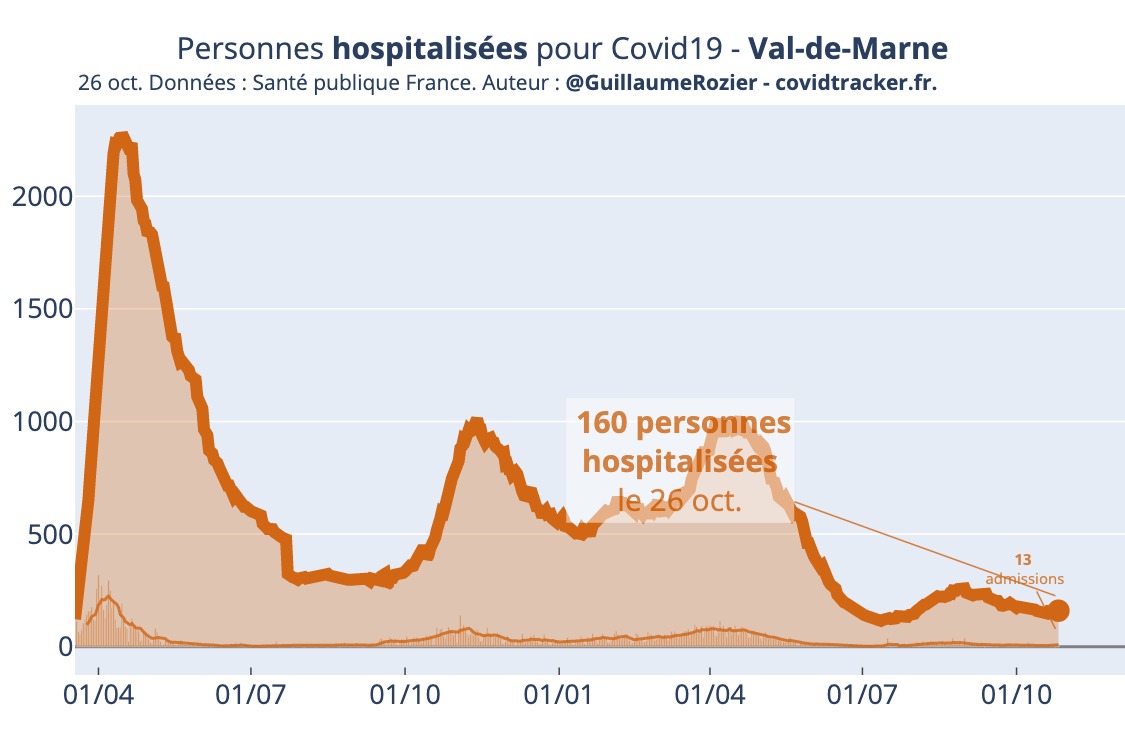 Personnes hospitalisées pour Covid19 - Val-de-Marne
26 oct. Données : Santé publique France. Auteur : @GuillaumeRozier - covidtracker.fr.
2000
1500
1000
500
0
160 personnes
hospitalisées
le 26 oct.
13
admissions
01/04
01/07
01/10
01/01
01/04
01/07
01/10